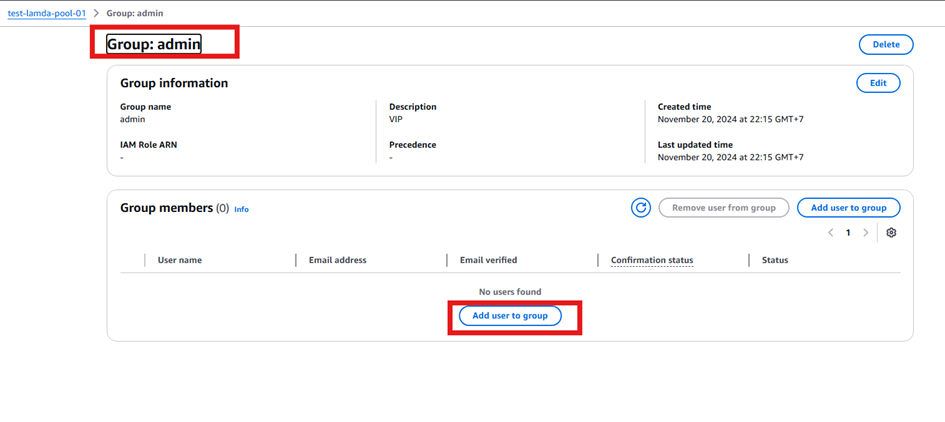 test-lamda-pool-01 > Group: admin
Group: admin
Delete
Group information
Edit
Group name
admin
Description
VIP
Created time
November 20, 2024 at 22:15 GMT+7
IAM Role ARN
-
Precedence
-
Last updated time
November 20, 2024 at 22:15 GMT+7
Group members (0) Info
Remove user from group
Add user to group
1
User name Email address Email verified Confirmation status Status
No users found
Add user to group